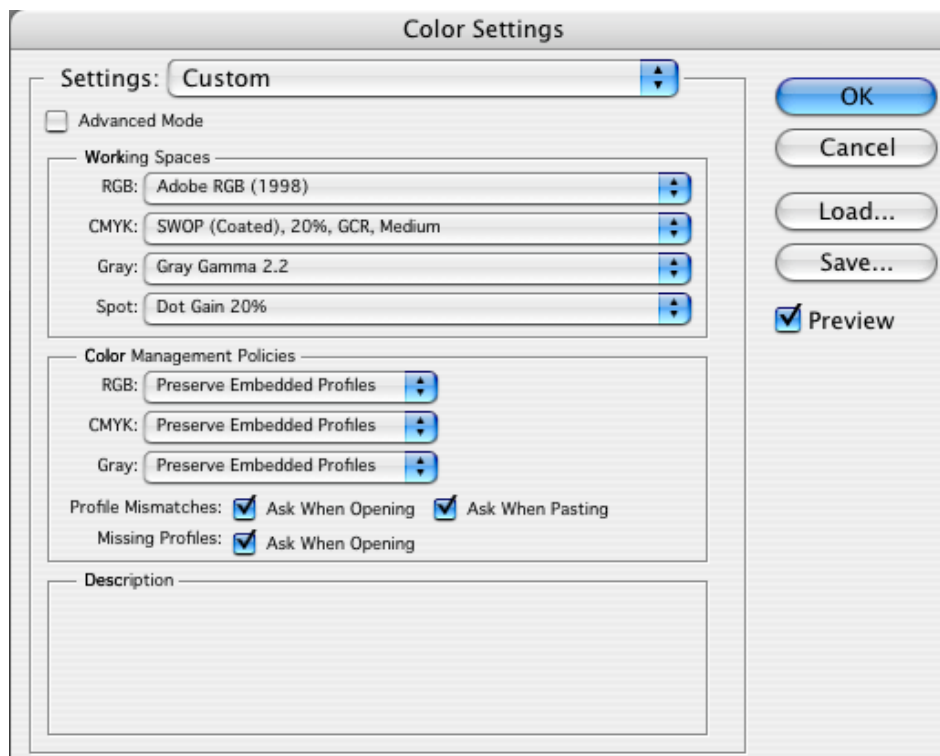 Color Settings
Settings: Custom
OK
Advanced Mode
Cancel
Working Spaces
RGB: Adobe RGB (1998)
CMYK: SWOP (Coated), 20%, GCR, Medium
Load...
Gray: Gray Gamma 2.2
Save...
Spot: Dot Gain 20%
Preview
Color Management Policies
RGB: Preserve Embedded Profiles
CMYK: Preserve Embedded Profiles
Gray: Preserve Embedded Profiles
Profile Mismatches: Ask When Opening Ask When Pasting
Missing Profiles: Ask When Opening
Description